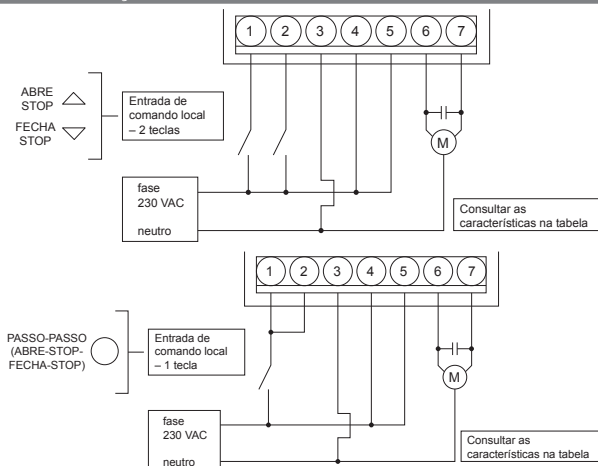 1 2 3 4 5 6 7
ABRE
STOP
FECHA
STOP
Entrada de
comando local
– 2 teclas
M
fase
230 VAC
neutro
Consultar as
características na tabela
1 2 3 4 5 6 7
PASSO-PASSO
(ABRE-STOP-
FECHA-STOP)
Entrada de
comando local
– 1 tecla
M
fase
230 VAC
neutro
Consultar as
características na tabela